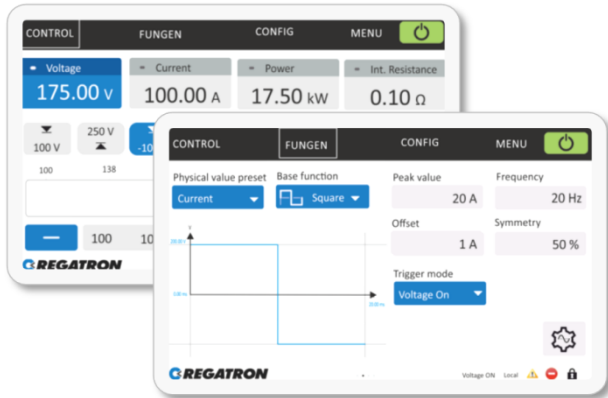 CONTROL FUNGEN CONFIG MENU
Voltage Current Power Int. Resistance
175.00 V 100.00 A 17.50 kW 0.10 Ω
100 V 250 V -10
100 138
100 10
REGATRON
CONTROL FUNGEN CONFIG MENU
Physical value preset Base function Peak value Frequency
Current Square 20 A 20 Hz
Offset Symmetry
1 A 50 %
Trigger mode
Voltage On
REGATRON
Voltage ON Local